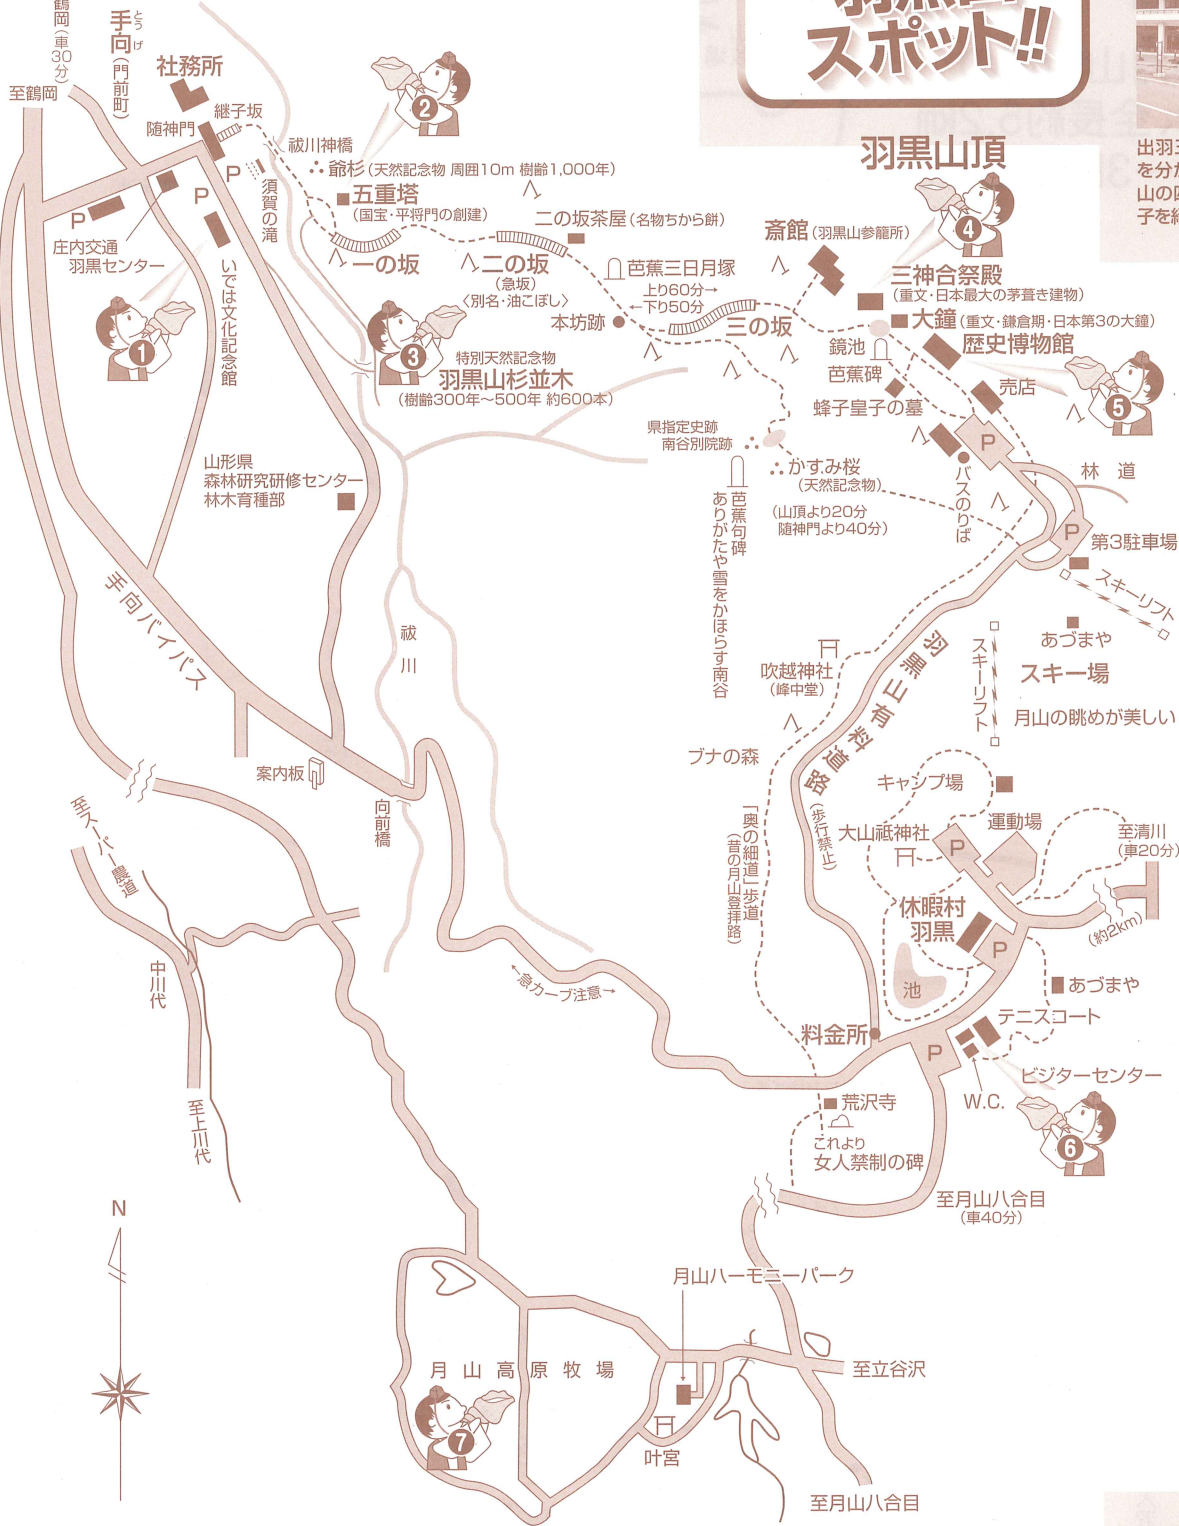 スポット!!
鶴岡(車30分)
至鶴岡
とうげ
手向(門前町)
社務所
随神門
継子坂
祓川神橋
②
爺杉(天然記念物 周囲10m 樹齢1,000年)
五重塔
(国宝・平将門の創建)
須賀の滝
P
P
P
庄内交通
羽黒センター
いでは文化記念館
①
一の坂
二の坂
(急坂)
〈別名・油こぼし〉
二の坂茶屋(名物ちから餅)
③
特別天然記念物
羽黒山杉並木
(樹齢300年〜500年 約600本)
本坊跡
芭蕉三日月塚
上り60分→
←下り50分
三の坂
羽黒山頂
④
斎館(羽黒山参籠所)
三神合祭殿
(重文・日本最大の茅葺き建物)
大鐘(重文・鎌倉期・日本第3の大鐘)
鏡池
芭蕉碑
歴史博物館
⑤
蜂子皇子の墓
売店
P
バスのりば
林道
P
第3駐車場
スキーリフト
県指定史跡
南谷別院跡
かすみ桜
(天然記念物)
(山頂より20分
随神門より40分)
芭蕉句碑
ありがたや雪をかほらす南谷
山形県
森林研究研修センター
林木育種部
手向バイパス
祓川
吹越神社
(峰中堂)
羽黒山有料道路
(歩行禁止)
スキーリフト
あづまや
スキー場
月山の眺めが美しい
ブナの森
案内板
向前橋
キャンプ場
大山祗神社
P
運動場
至清川
(車20分)
(約2km)
「奥の細道」歩道
(昔の月山登拝路)
休暇村
羽黒
P
池
あづまや
テニスコート
至スーパー農道
中川代
至上川代
←急カーブ注意→
料金所
P
W.C.
ビジターセンター
⑥
荒沢寺
これより
女人禁制の碑
至月山八合目
(車40分)
N
月山ハーモニーパーク
月山高原牧場
⑦
叶宮
至立谷沢
至月山八合目